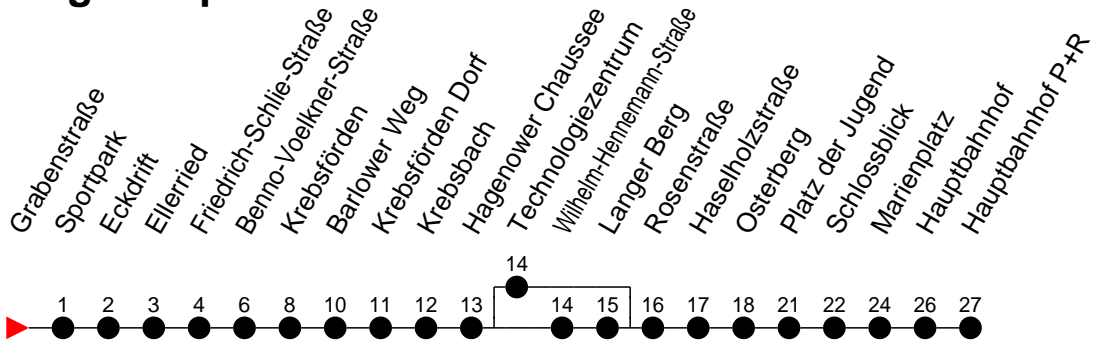 Grabenstraße
Sportpark
Eckdrift
Ellerried
Friedrich-Schlie-Straße
Benno-Voelkner-Straße
Krebsförden
Barlower Weg
Krebsförden Dorf
Krebsbach
Hagenower Chaussee
Technologiezentrum
Wilhelm-Hennemann-Straße
Langer Berg
Rosenstraße
Haselholzstraße
Osterberg
Platz der Jugend
Schlossblick
Marienplatz
Hauptbahnhof
Hauptbahnhof P+R
14
1 2 3 4 6 8 10 11 12 13 14 15 16 17 18 21 22 24 26 27